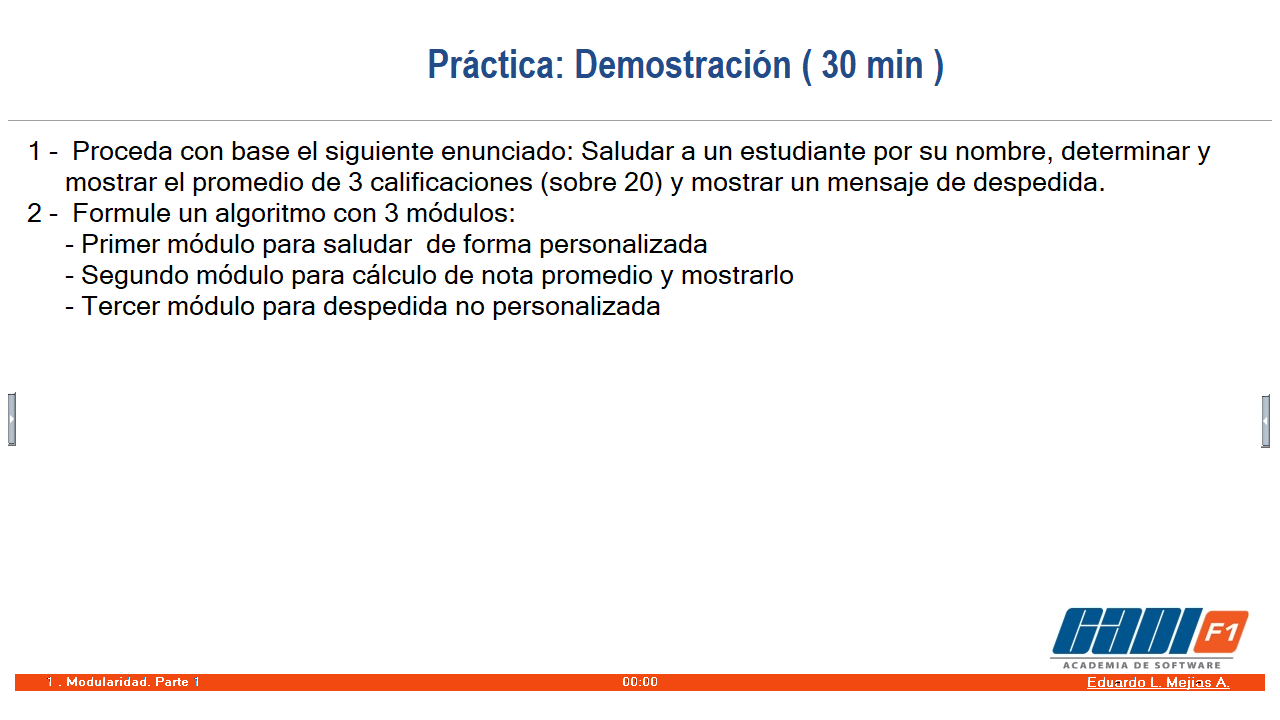 Práctica: Demostración ( 30 min )
1 -  Proceda con base el siguiente enunciado: Saludar a un estudiante por su nombre, determinar y
mostrar el promedio de 3 calificaciones (sobre 20) y mostrar un mensaje de despedida.
2 -  Formule un algoritmo con 3 módulos:
- Primer módulo para saludar  de forma personalizada
- Segundo módulo para cálculo de nota promedio y mostrarlo
- Tercer módulo para despedida no personalizada
CADI F1
ACADEMIA DE SOFTWARE
1 . Modularidad. Parte 1
00:00
Eduardo L. Mejias A.